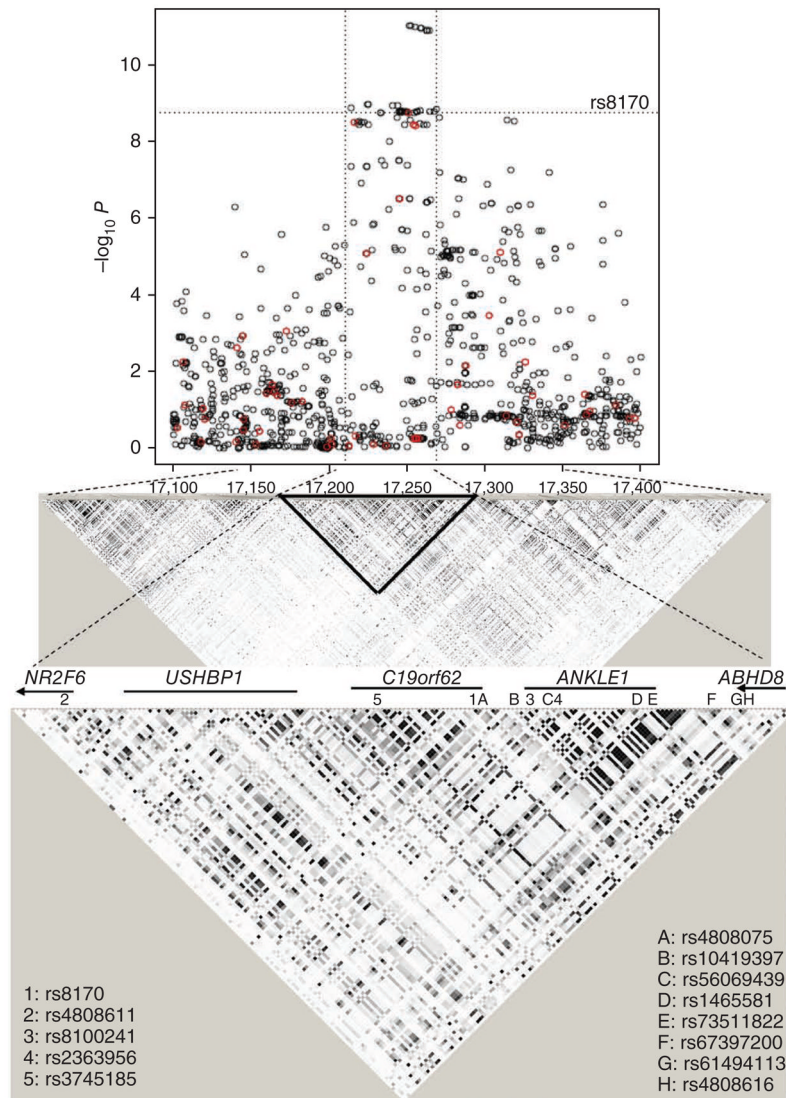 10
rs8170
8
6
–log10 P
4
2
0
17,100 17,150 17,200 17,250 17,300 17,350 17,400
NR2F6 USHBP1 C19orf62 ANKLE1 ABHD8
2 5 1A B 3 C4 D E F GH
A: rs4808075
B: rs10419397
C: rs56069439
D: rs1465581
E: rs73511822
F: rs67397200
G: rs61494113
H: rs4808616
1: rs8170
2: rs4808611
3: rs8100241
4: rs2363956
5: rs3745185